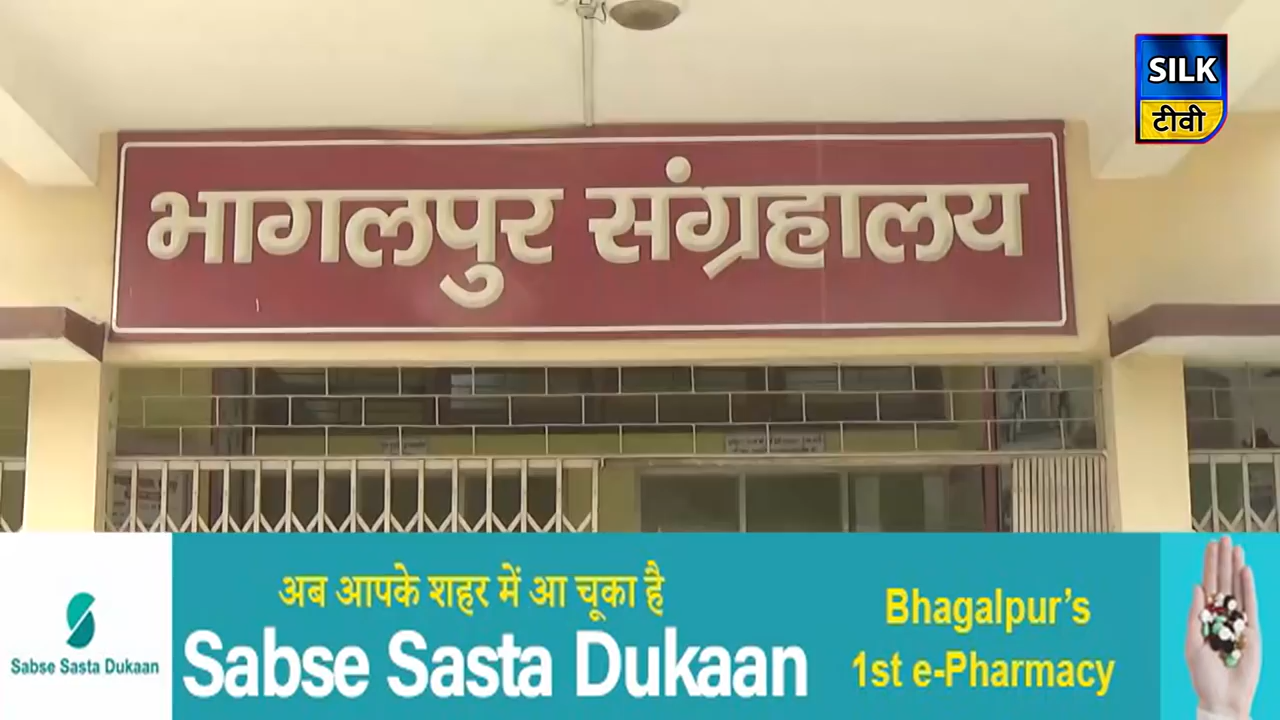 SILK
टीवी
भागलपुर संग्रहालय
अब आपके शहर में आ चूका है
Sabse Sasta Dukaan
Bhagalpur's
1st e-Pharmacy
Sabse Sasta Dukaan